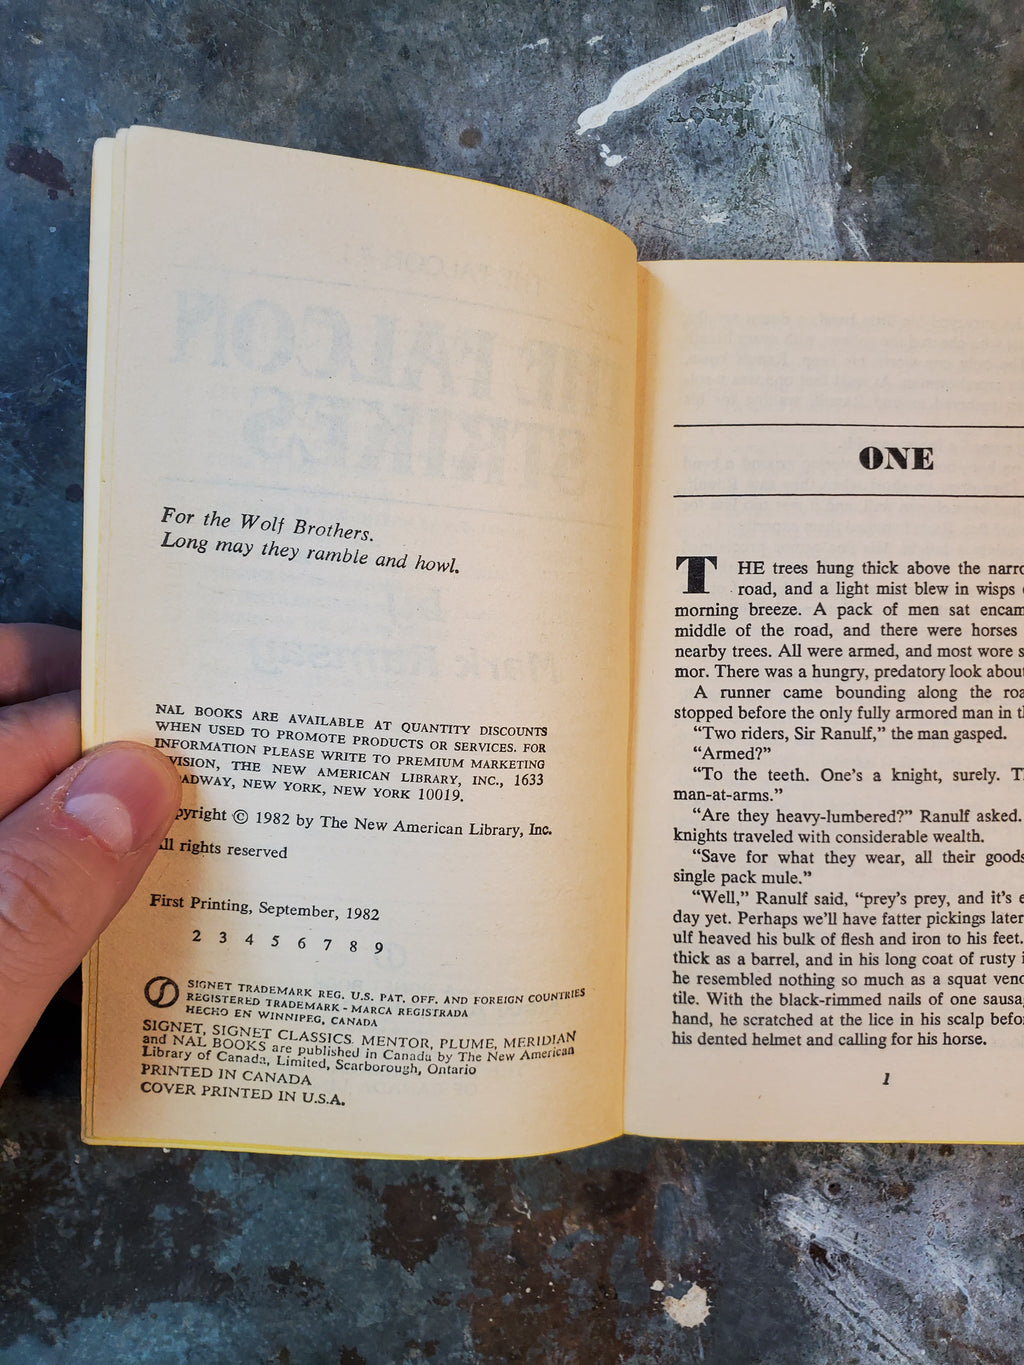 For the Wolf Brothers.
Long may they ramble and howl.
NAL BOOKS ARE AVAILABLE AT QUANTITY DISCOUNTS
WHEN USED TO PROMOTE PRODUCTS OR SERVICES. FOR
INFORMATION PLEASE WRITE TO PREMIUM MARKETING
VISION, THE NEW AMERICAN LIBRARY, INC., 1633
ADWAY, NEW YORK, NEW YORK 10019.
pyright © 1982 by The New American Library, Inc.
All rights reserved
First Printing, September, 1982
2 3 4 5 6 7 8 9
SIGNET TRADEMARK REG. U.S. PAT. OFF. AND FOREIGN COUNTRIES
REGISTERED TRADEMARK - MARCA REGISTRADA
HECHO EN WINNIPEG, CANADA
SIGNET, SIGNET CLASSICS, MENTOR, PLUME, MERIDIAN
and NAL BOOKS are published in Canada by The New American
Library of Canada, Limited, Scarborough, Ontario
PRINTED IN CANADA
COVER PRINTED IN U.S.A.
ONE
THE trees hung thick above the narro
road, and a light mist blew in wisps
morning breeze. A pack of men sat encam
middle of the road, and there were horses
nearby trees. All were armed, and most wore s
mor. There was a hungry, predatory look about
A runner came bounding along the roa
stopped before the only fully armored man in th
“Two riders, Sir Ranulf,” the man gasped.
“Armed?”
“To the teeth. One’s a knight, surely. T
man-at-arms.”
“Are they heavy-lumbered?” Ranulf asked.
knights traveled with considerable wealth.
“Save for what they wear, all their goods
single pack mule.”
“Well,” Ranulf said, “prey’s prey, and it’s e
day yet. Perhaps we’ll have fatter pickings later
ulf heaved his bulk of flesh and iron to his feet.
thick as a barrel, and in his long coat of rusty i
he resembled nothing so much as a squat veno
tile. With the black-rimmed nails of one sausa
hand, he scratched at the lice in his scalp befo
his dented helmet and calling for his horse.
1